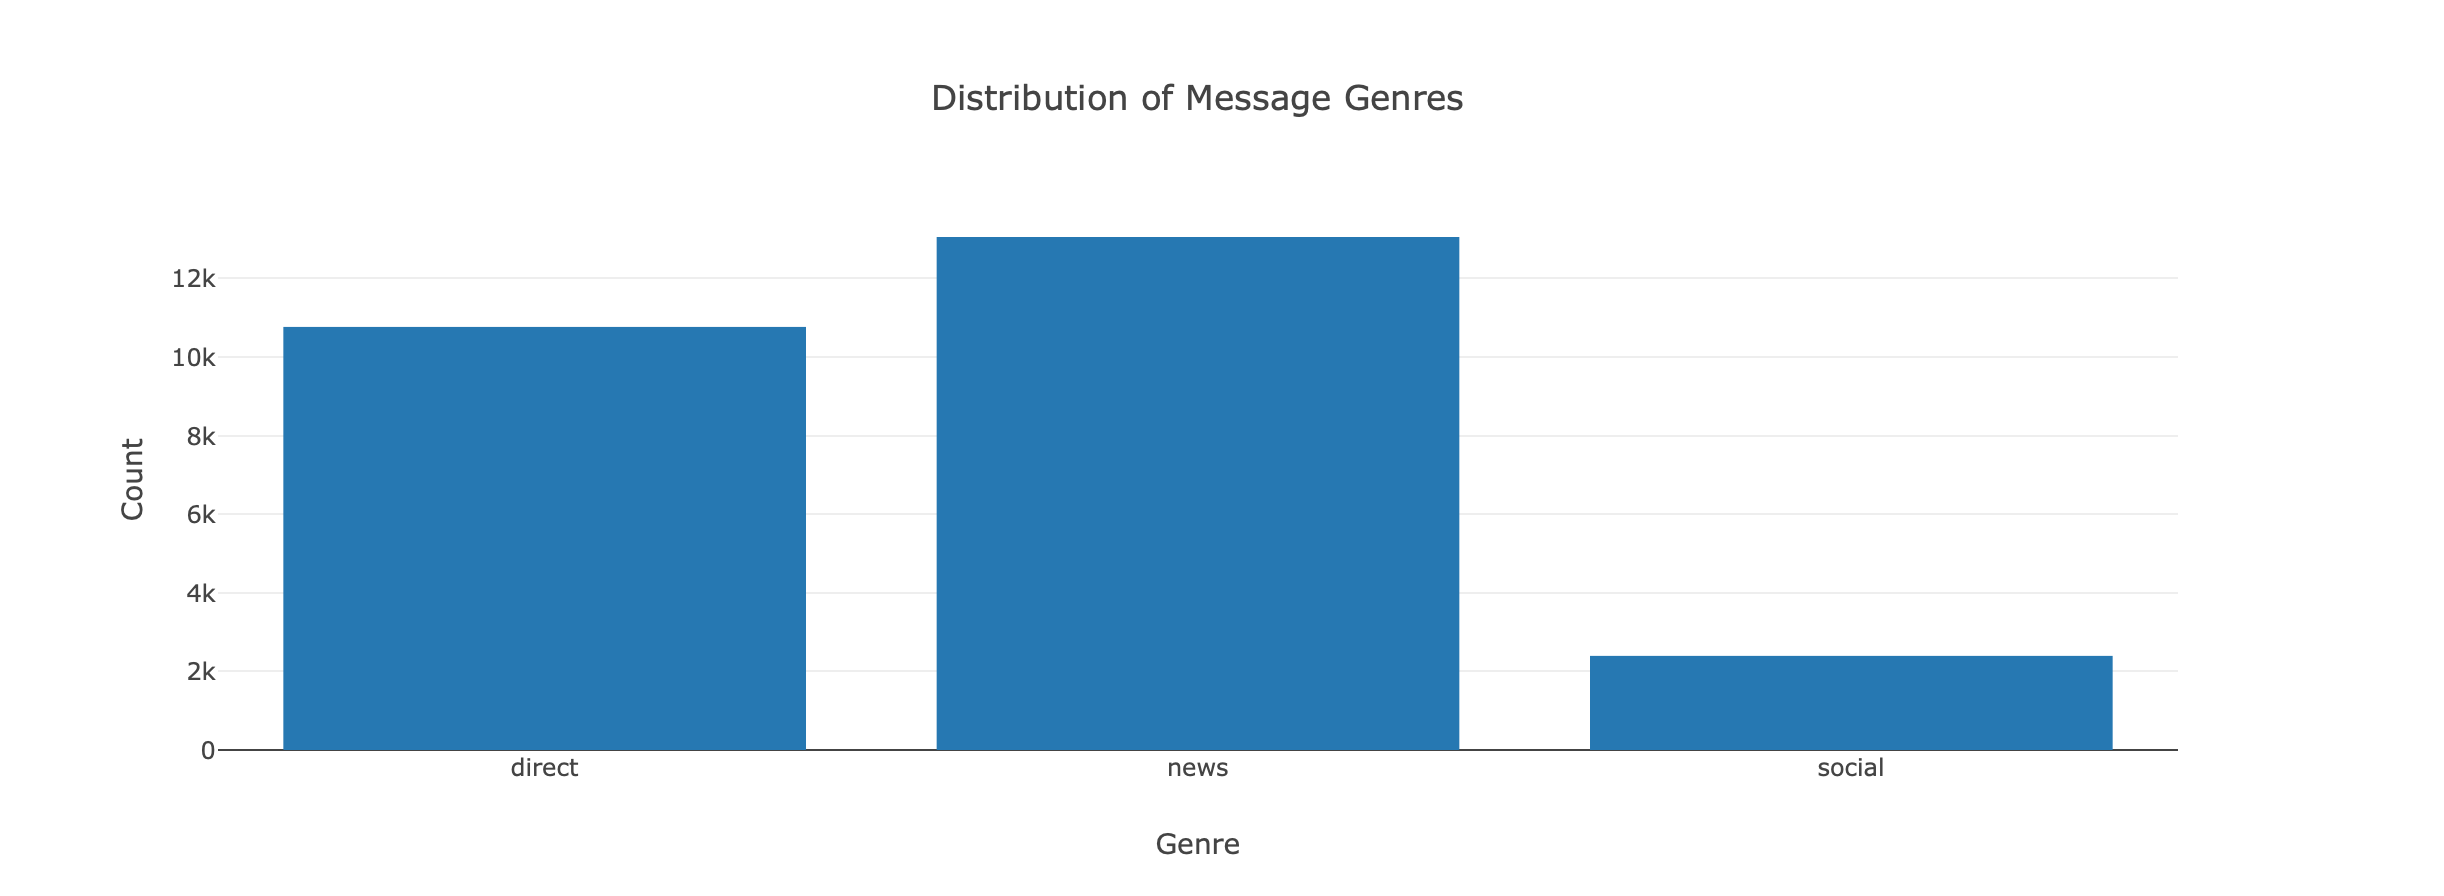 Distribution of Message Genres
12k
10k
8k
6k
4k
2k
0
Count
direct
news
social
Genre